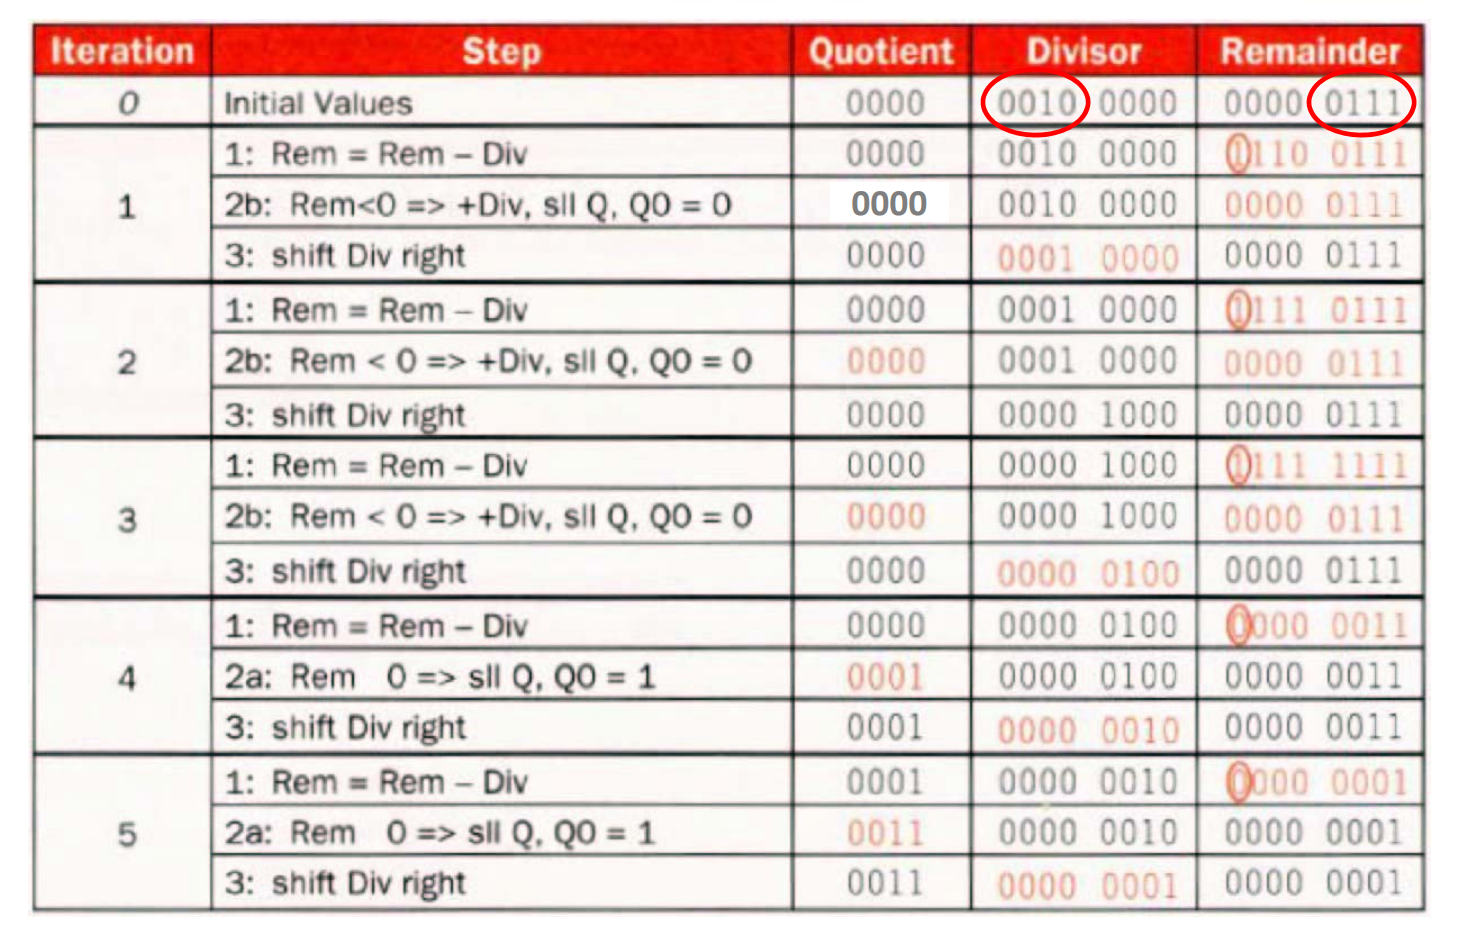 Iteration Step Quotient Divisor Remainder
0 Initial Values 0000 0010 0000 0000 0111
1: Rem = Rem – Div 0000 0010 0000 1110 0111
1 2b: Rem<0 => +Div, sll Q, Q0 = 0 0000 0010 0000 0000 0111
3: shift Div right 0000 0001 0000 0000 0111
1: Rem = Rem – Div 0000 0001 0000 1111 0111
2 2b: Rem < 0 => +Div, sll Q, Q0 = 0 0000 0001 0000 0000 0111
3: shift Div right 0000 0000 1000 0000 0111
1: Rem = Rem – Div 0000 0000 1000 1111 1111
3 2b: Rem < 0 => +Div, sll Q, Q0 = 0 0000 0000 1000 0000 0111
3: shift Div right 0000 0000 0100 0000 0111
1: Rem = Rem – Div 0000 0000 0100 0000 0011
4 2a: Rem 0 => sll Q, Q0 = 1 0001 0000 0100 0000 0011
3: shift Div right 0001 0000 0010 0000 0011
1: Rem = Rem – Div 0001 0000 0010 0000 0001
5 2a: Rem 0 => sll Q, Q0 = 1 0011 0000 0010 0000 0001
3: shift Div right 0011 0000 0001 0000 0001